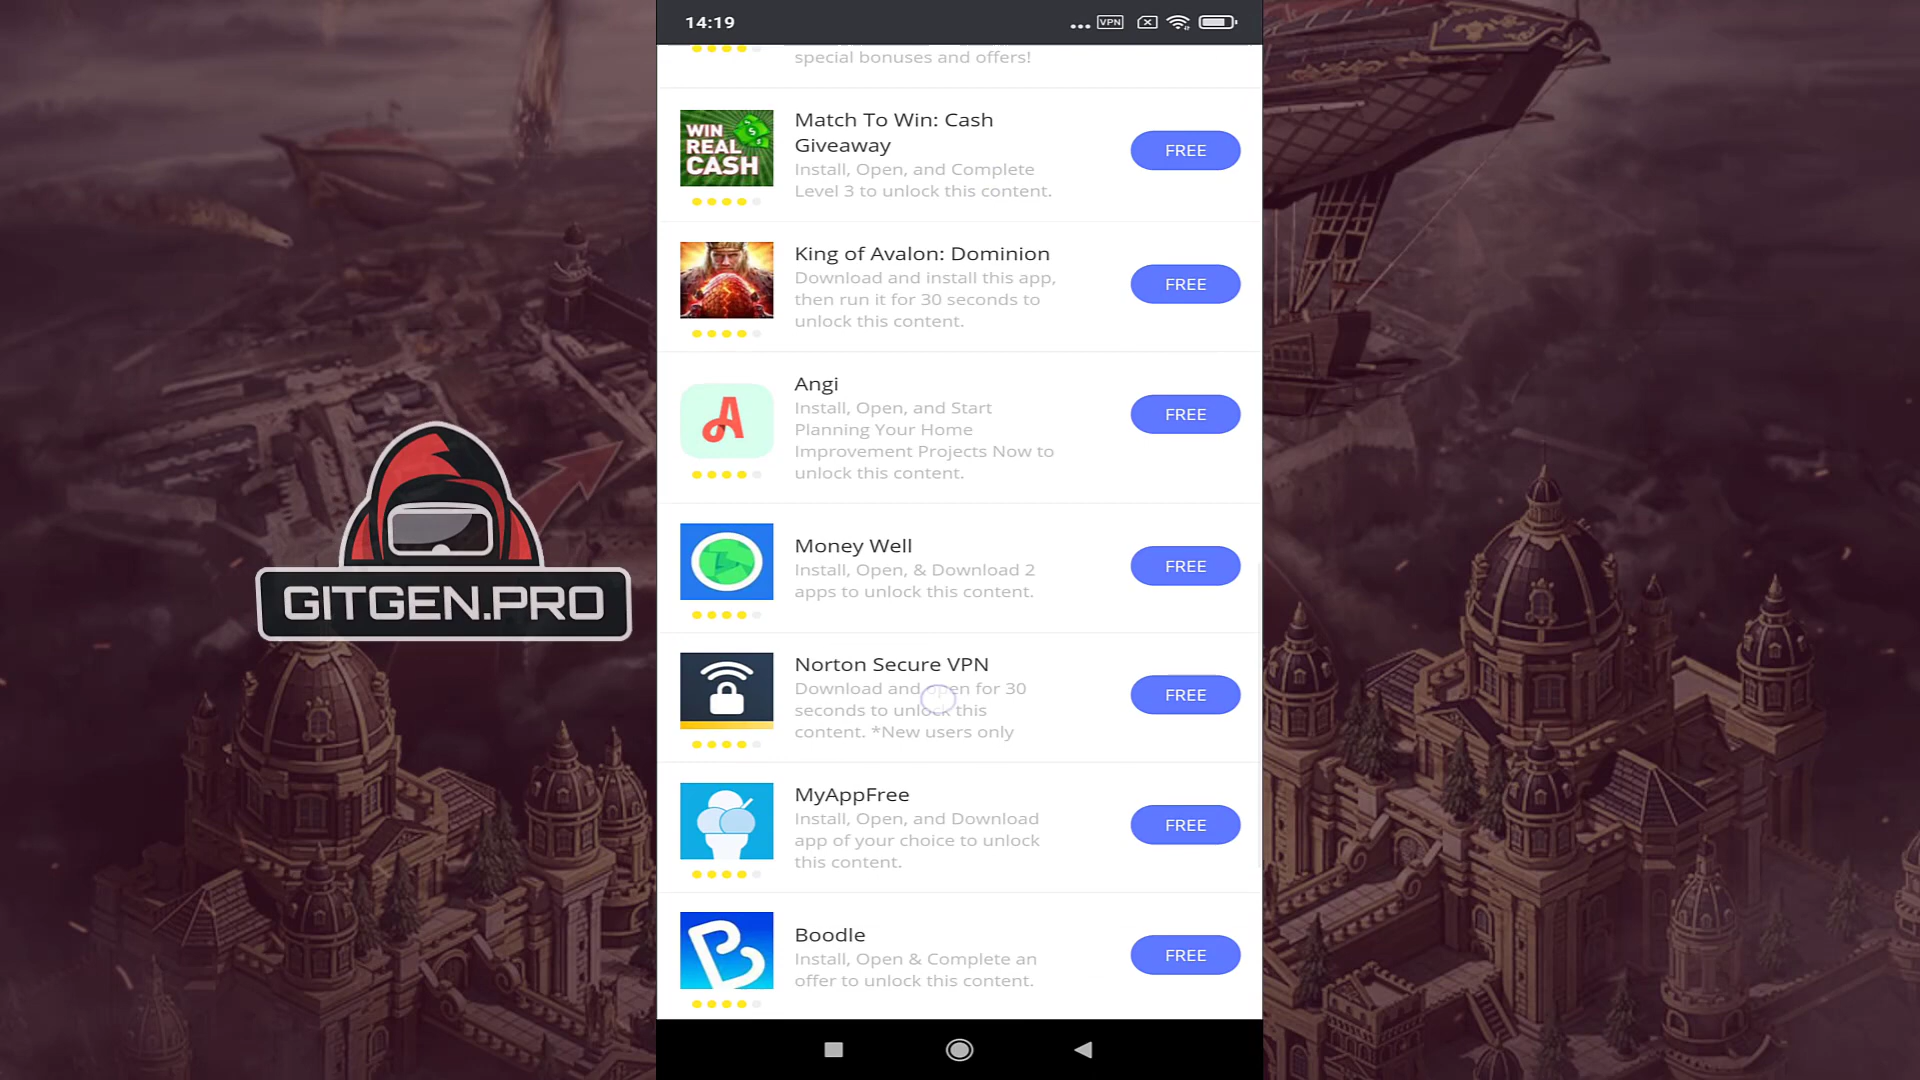 14:19
VPN
special bonuses and offers!
WIN
REAL
CASH
Match To Win: Cash
Giveaway
Install, Open, and Complete
Level 3 to unlock this content.
FREE
King of Avalon: Dominion
Download and install this app,
then run it for 30 seconds to
unlock this content.
FREE
Angi
Install, Open, and Start
Planning Your Home
Improvement Projects Now to
unlock this content.
FREE
Money Well
Install, Open, & Download 2
apps to unlock this content.
FREE
Norton Secure VPN
Download and open for 30
seconds to unlock this
content. *New users only
FREE
MyAppFree
Install, Open, and Download
app of your choice to unlock
this content.
FREE
Boodle
Install, Open & Complete an
offer to unlock this content.
FREE
GITGEN.PRO